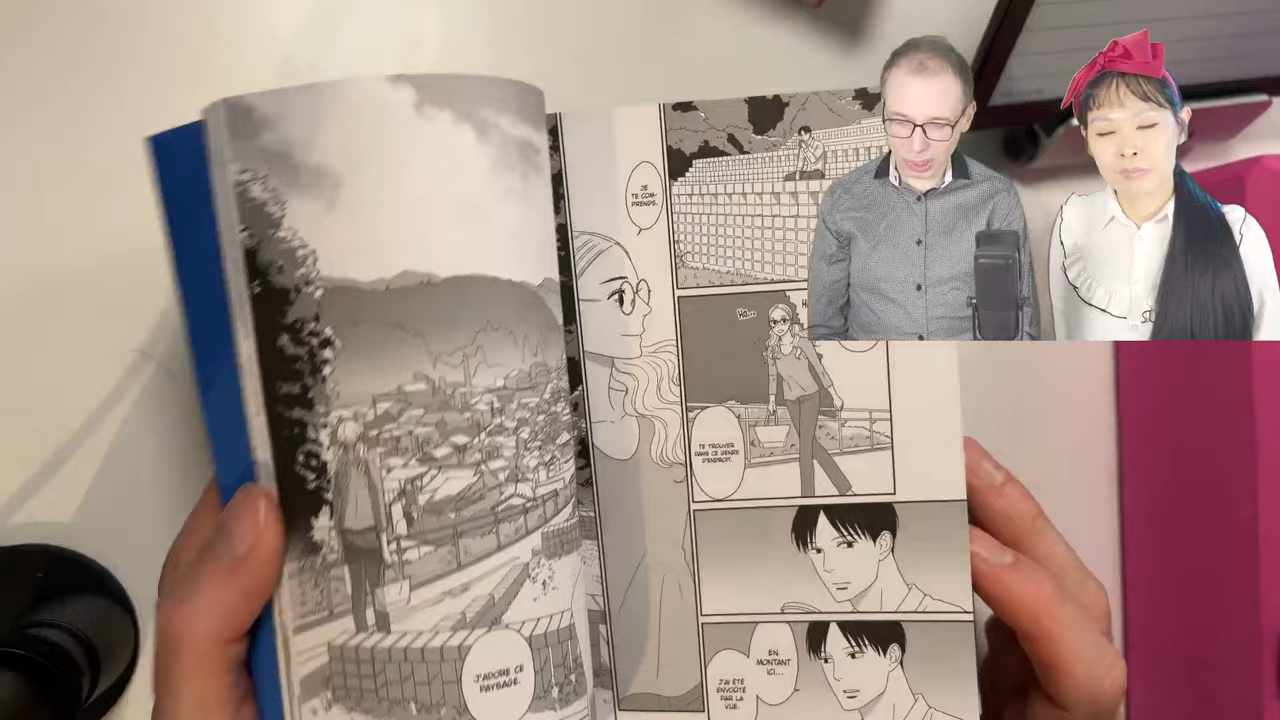 JE
TE COM-
PRENDS.
HA...
TE TROUVER
DANS CE GENRE
D'ENDROIT.
EN
MONTANT
ICI...
J'AI ÉTÉ
ENVOÛTÉ
PAR LA
VUE.
J'ADORE CE
PAYSAGE.